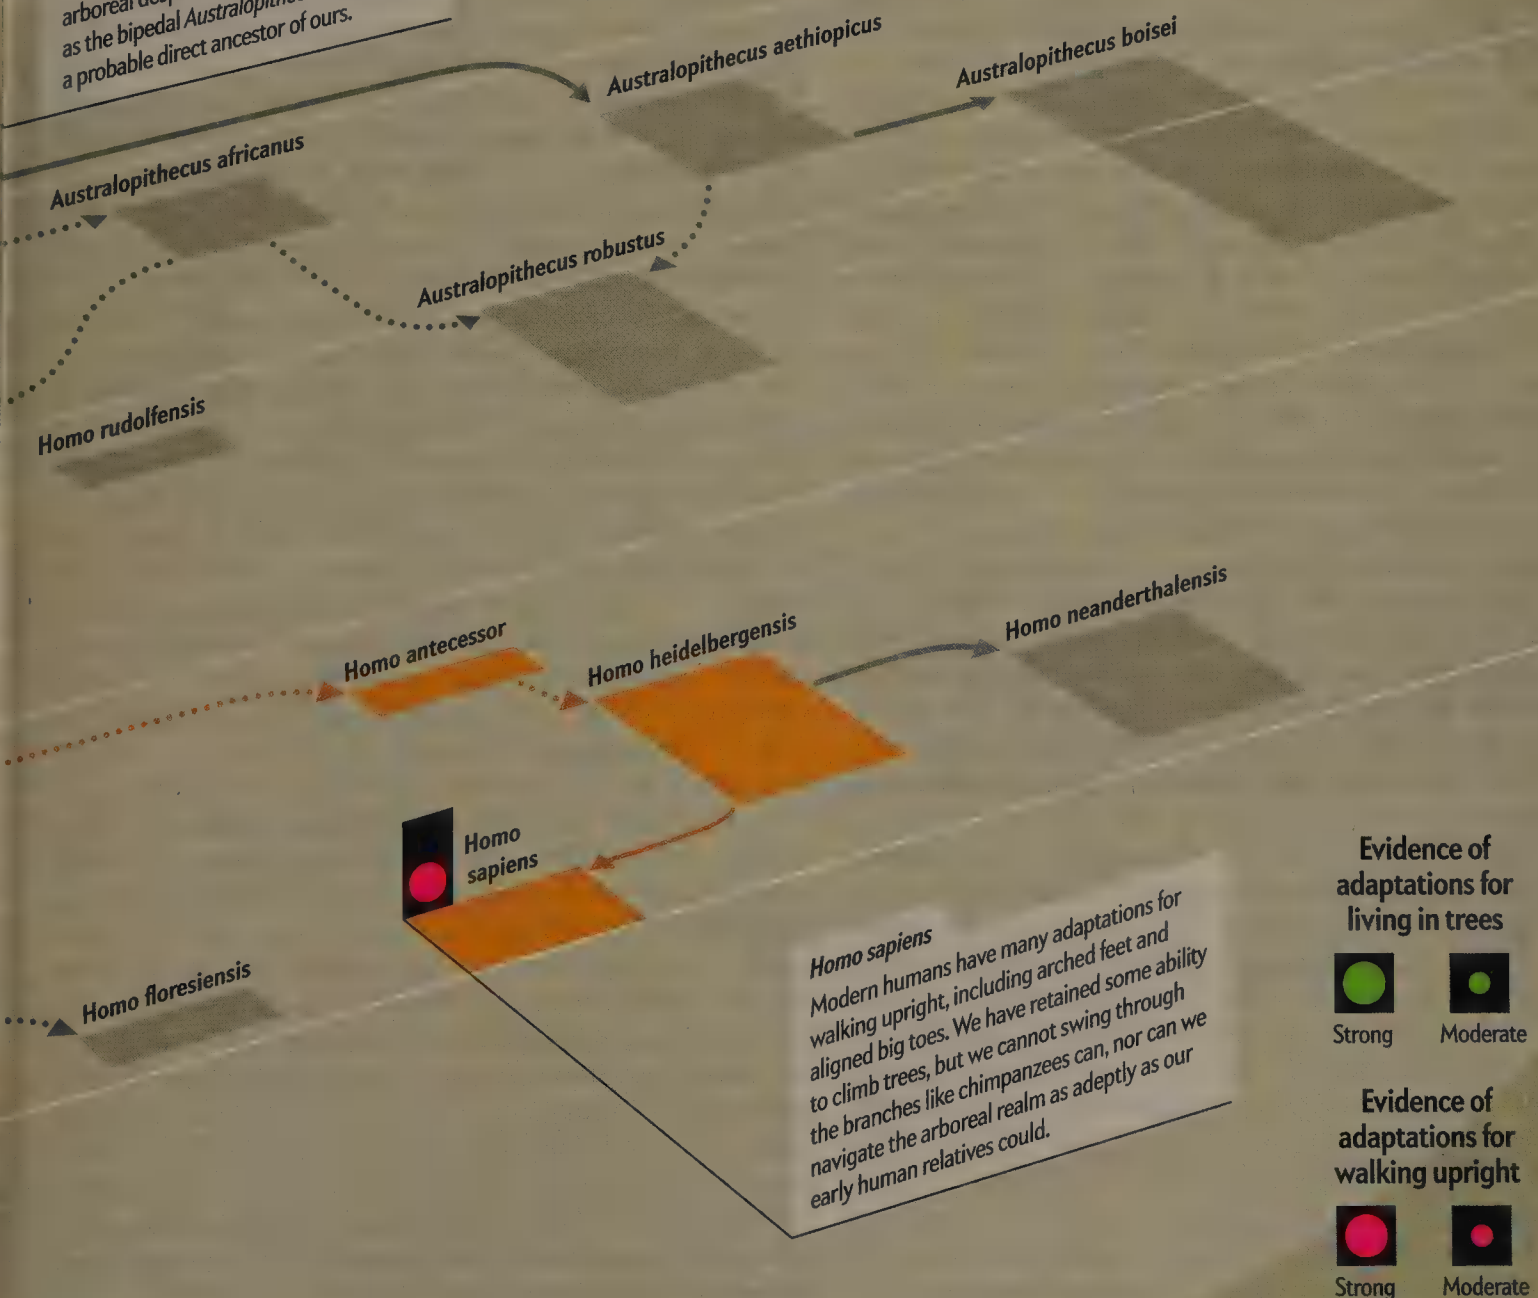 arboreal
as the bipedal
a probable direct ancestor of ours.
Australopithecus aethiopicus
Australopithecus boisei
Australopithecus africanus
Australopithecus robustus
Homo rudolfensis
Homo antecessor
Homo heidelbergensis
Homo neanderthalensis
Homo
sapiens
Homo floresiensis
Homo sapiens
Modern humans have many adaptations for
walking upright, including arched feet and
aligned big toes. We have retained some ability
to climb trees, but we cannot swing through
the branches like chimpanzees can, nor can we
navigate the arboreal realm as adeptly as our
early human relatives could.
Evidence of
adaptations for
living in trees
Strong Moderate
Evidence of
adaptations for
walking upright
Strong Moderate